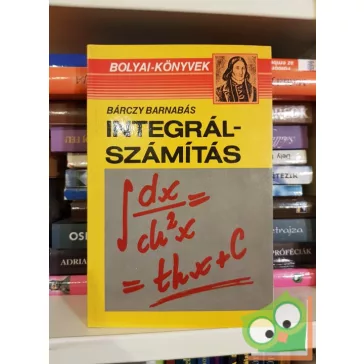 BOLYAI-KÖNYVEK
BÁRCZY BARNABÁS
INTEGRÁL-
SZÁMÍTÁS
∫ dx / ch²x =
= thx + C